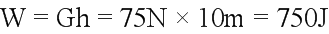 W = Gh = 75N × 10m = 750J